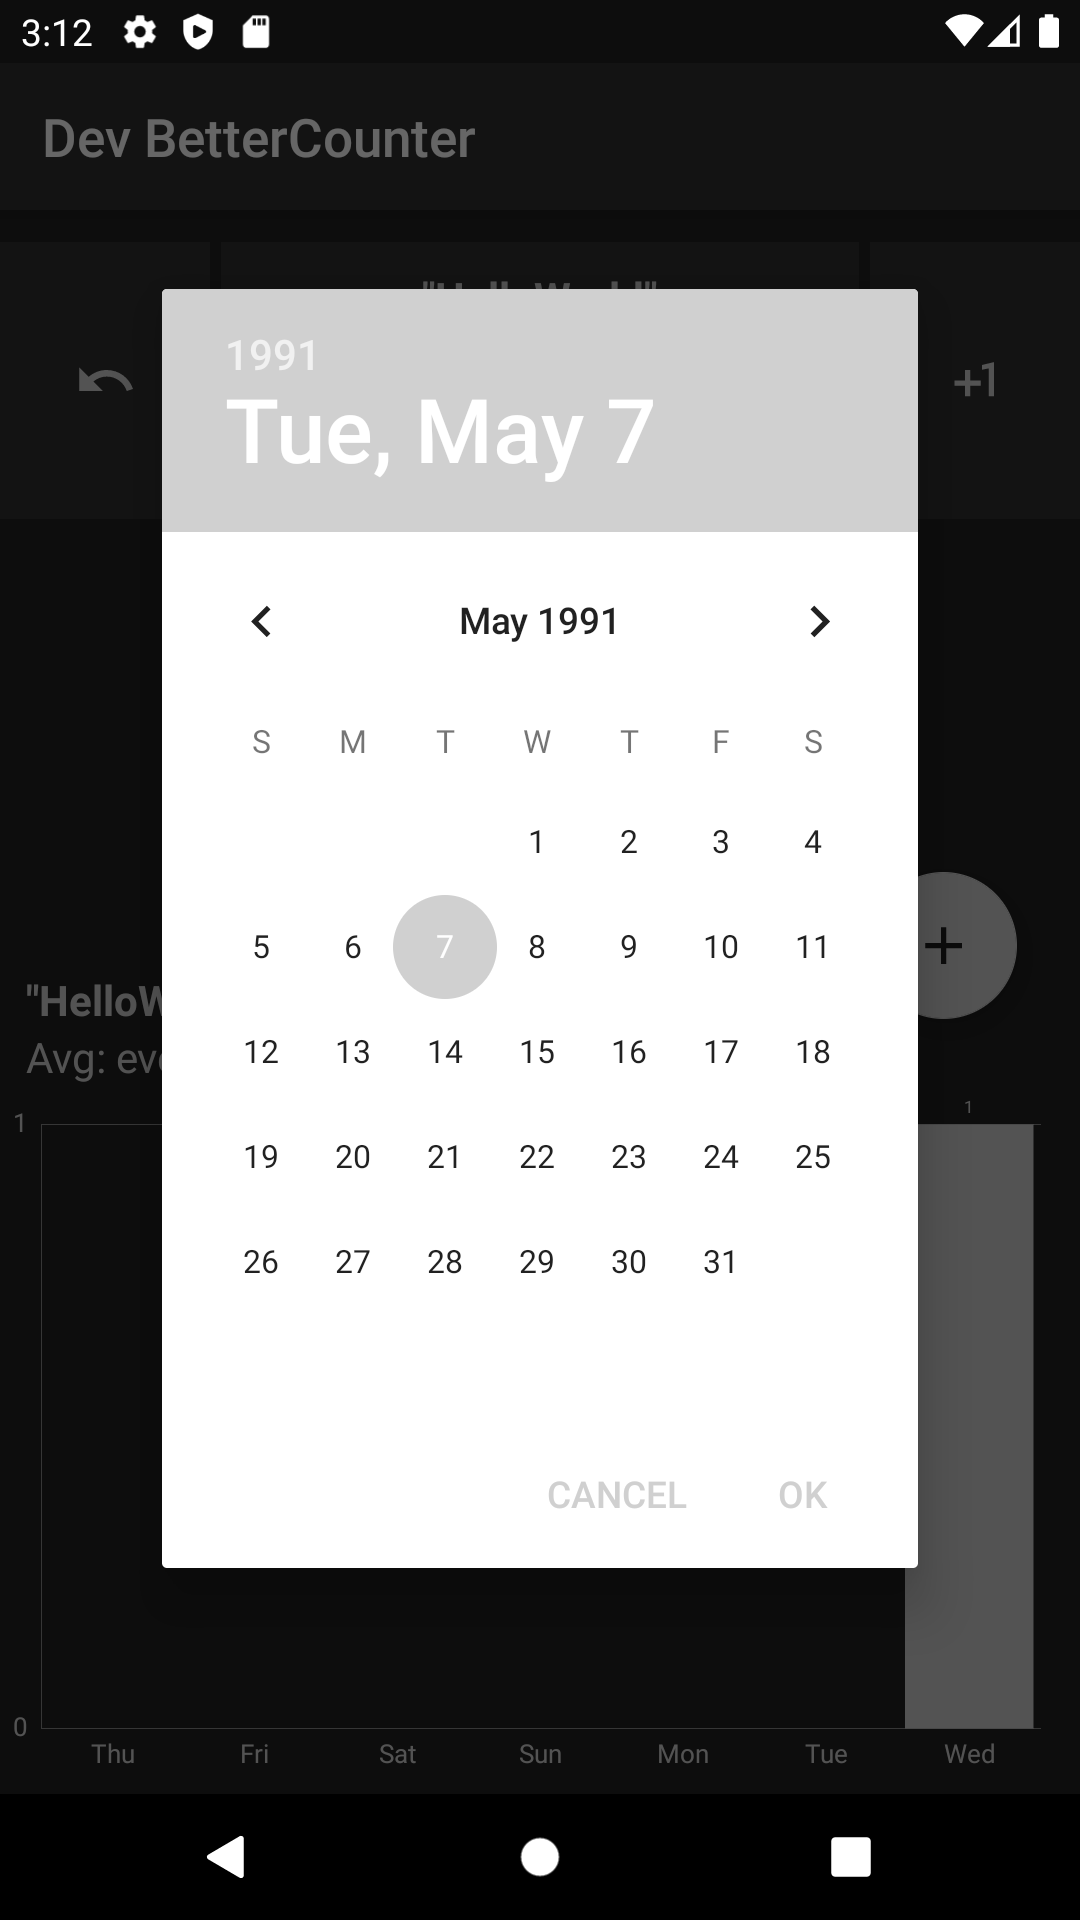 3:12
Dev BetterCounter
+1
1991
Tue, May 7
May 1991
S M T W T F S
1 2 3 4
5 6 7 8 9 10 11
12 13 14 15 16 17 18
19 20 21 22 23 24 25
26 27 28 29 30 31
"HelloW
Avg:
1
1
CANCEL OK
0
Thu Fri Sat Sun Mon Tue Wed